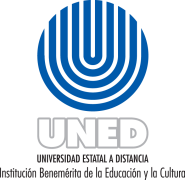 UNED
UNIVERSIDAD ESTATAL A DISTANCIA
Institución Benemérita de la Educación y la Cultura